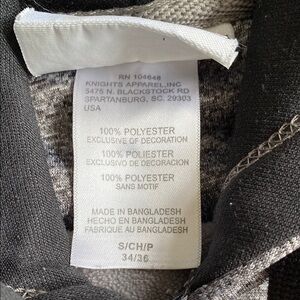 RN 104648
KNIGHTS APPAREL,INC
5475 N. BLACKSTOCK RD
SPARTANBURG, SC. 29303
USA
100% POLYESTER
EXCLUSIVE OF DECORATION
100% POLIESTER
EXCLUSIVO DE DECORACION
100% POLYESTER
SANS MOTIF
MADE IN BANGLADESH
HECHO EN BANGLADESH
FABRIQUE AU BANGLADESH
S/CH/P
34/36